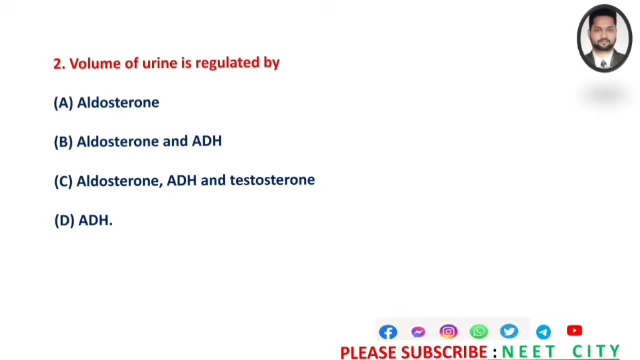 2. Volume of urine is regulated by
(A) Aldosterone
(B) Aldosterone and ADH
(C) Aldosterone, ADH and testosterone
(D) ADH.
PLEASE SUBSCRIBE : NEET CITY